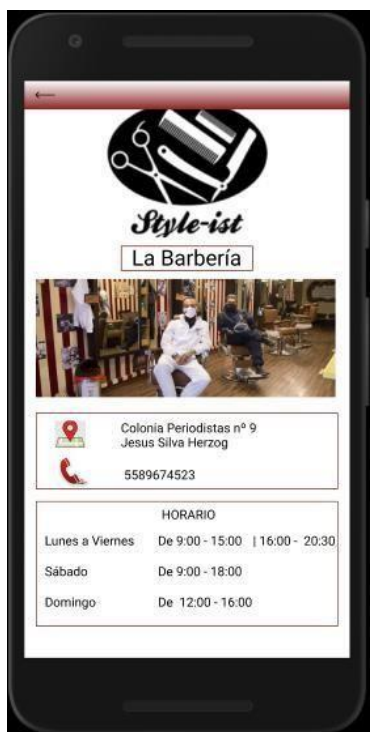 Style-ist
La Barbería
Colonia Periodistas nº 9
Jesus Silva Herzog
5589674523
HORARIO
Lunes a Viernes De 9:00 - 15:00 | 16:00 - 20:30
Sábado De 9:00 - 18:00
Domingo De 12:00 - 16:00